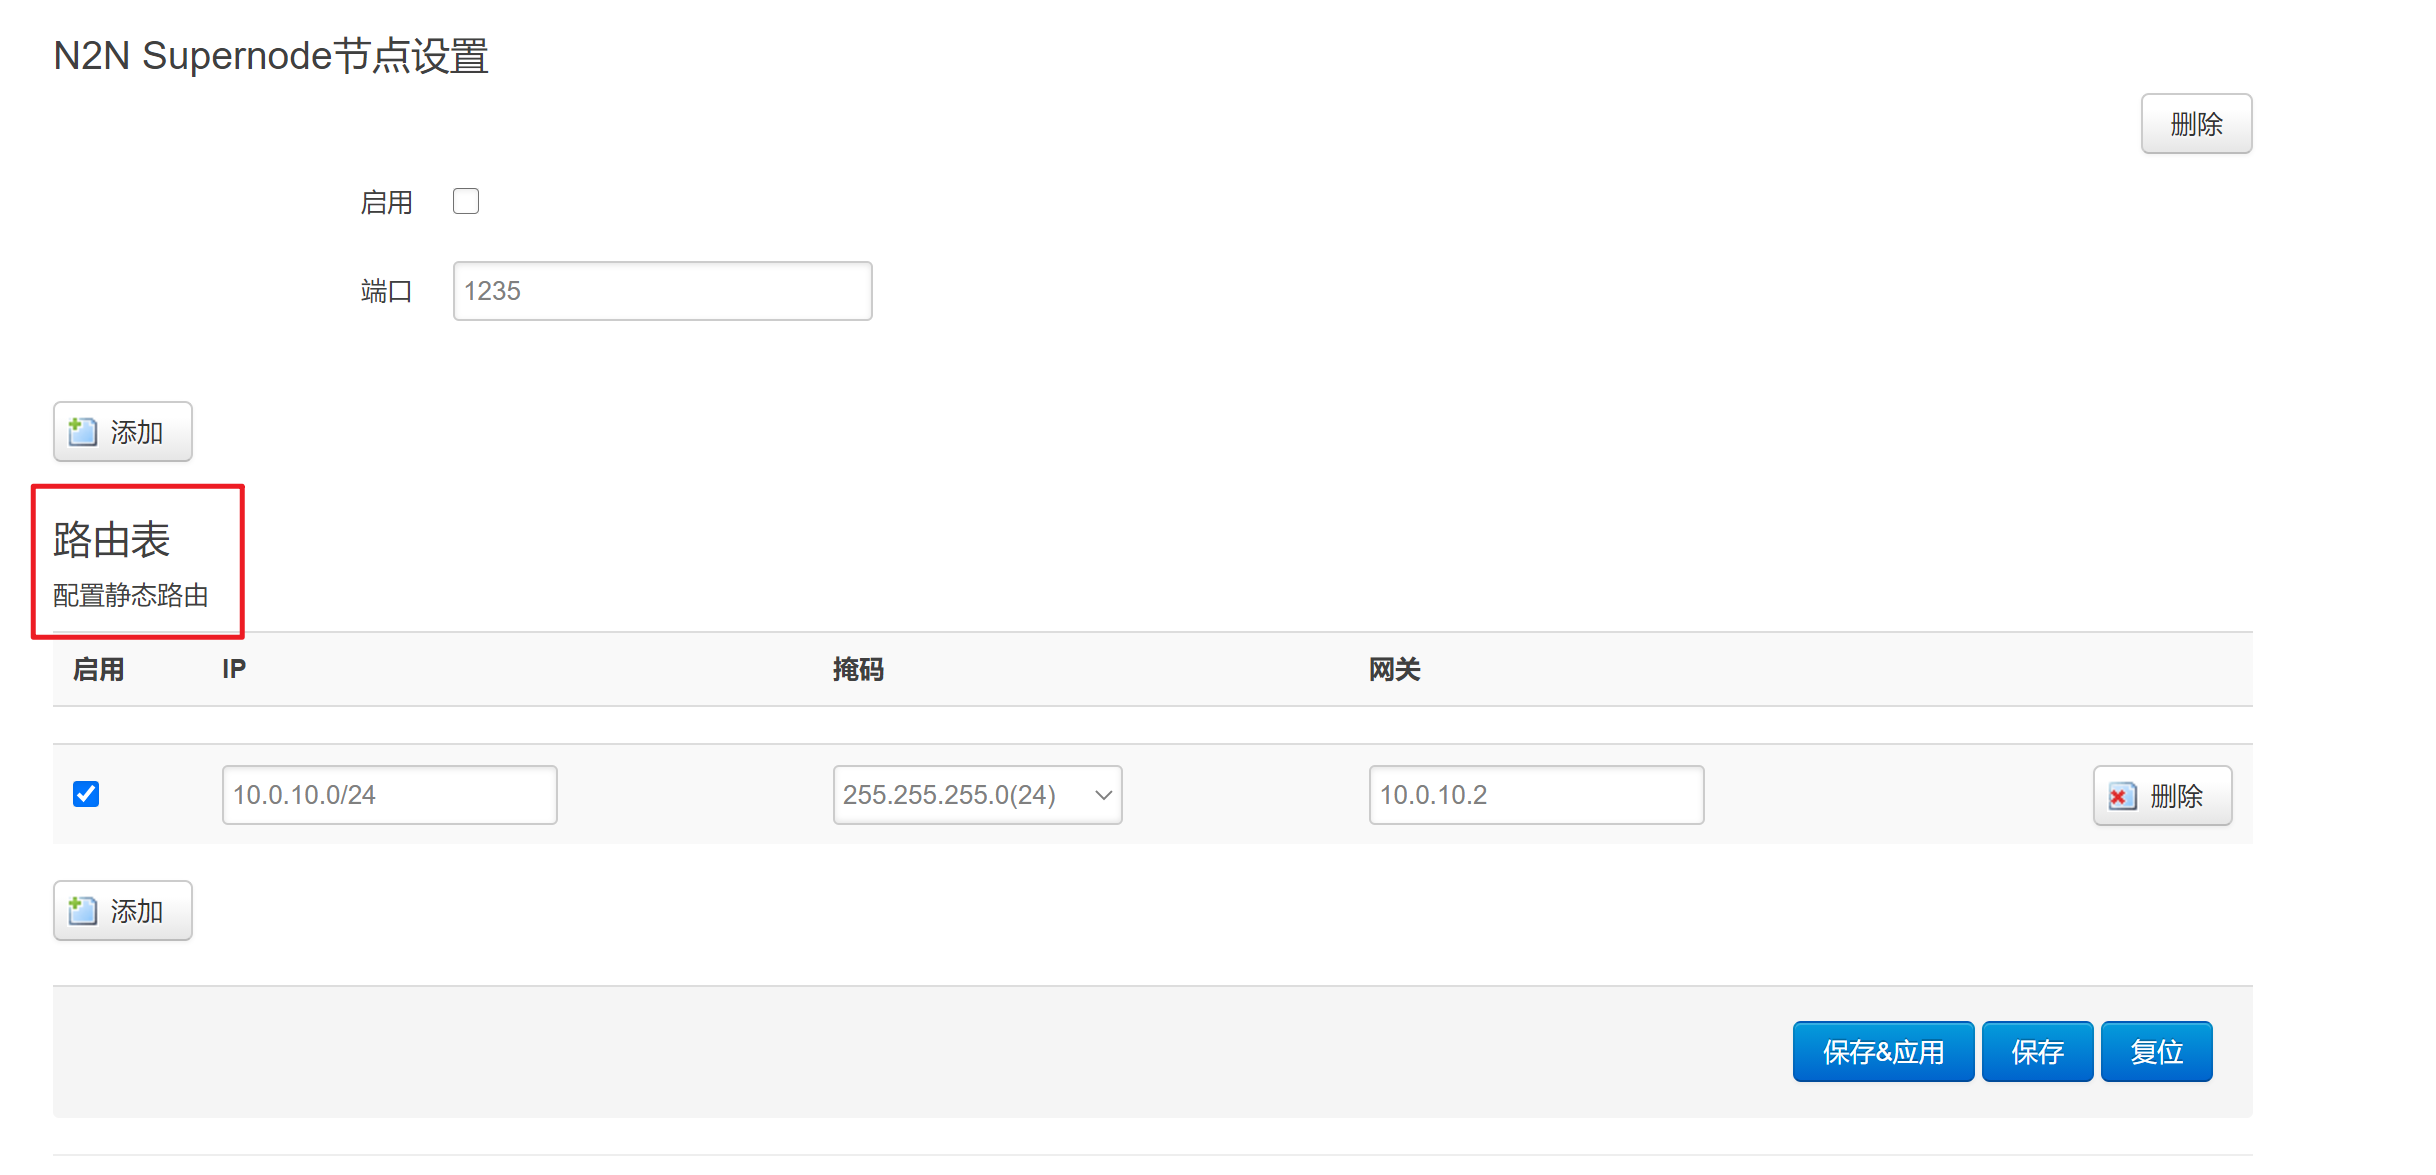 N2N Supernode节点设置
删除
启用
端口 1235
添加
路由表
配置静态路由
启用 IP 掩码 网关
10.0.10.0/24 255.255.255.0(24) 10.0.10.2 删除
添加
保存&应用 保存 复位